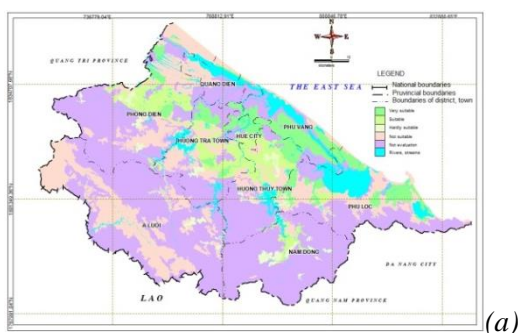 N
W E
S
QUANG TRI PROVINCE
THE EAST SEA
QUANG DIEN
PHONG DIEN
HUONG TRA TOWN
HUE CITY
PHU VANG
HUONG THUY TOWN
PHU LOC
A LUOI
NAM DONG
DA NANG CITY
LAO
QUANG NAM PROVINCE
LEGEND
National boundaries
Provincial boundaries
Boundaries of district, town
Very suitable
Suitable
Hardly suitable
Not suitable
Not evaluation
Rivers, streams
(a)